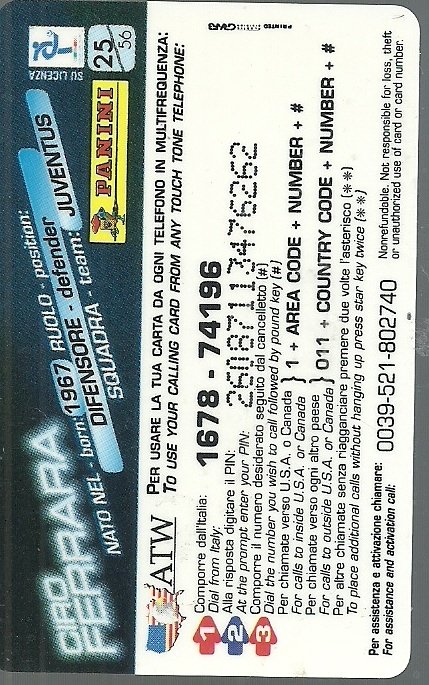 CIRO
FERRARA
NATO NEL - born: 1967 RUOLO - position:
DIFENSORE - defender
SQUADRA - team: JUVENTUS
SU LICENZA
25/56
PANINI
ATW
PER USARE LA TUA CARTA DA OGNI TELEFONO IN MULTIFREQUENZA:
TO USE YOUR CALLING CARD FROM ANY TOUCH TONE TELEPHONE:
1 Comporre dall'Italia:
Dial from Italy:
1678 - 74196
2 Alla risposta digitare il PIN:
At the prompt enter your PIN:
26087113476262
3 Comporre il numero desiderato seguito dal cancelletto (#)
Dial the number you wish to call followed by pound key (#)
Per chiamate verso U.S.A. o Canada
For calls to inside U.S.A. or Canada
} 1 + AREA CODE + NUMBER + #
Per chiamate verso ogni altro paese
For calls to outside U.S.A. or Canada
} 011 + COUNTRY CODE + NUMBER + #
Per altre chiamate senza riagganciare premere due volte l'asterisco (**)
To place additional calls without hanging up press star key twice (**)
Per assistenza e attivazione chiamare:
For assistance and activation call:
0039-521-802740
Nonrefundable. Not responsible for loss, theft
or unauthorized use of card or card number.
PRINTED